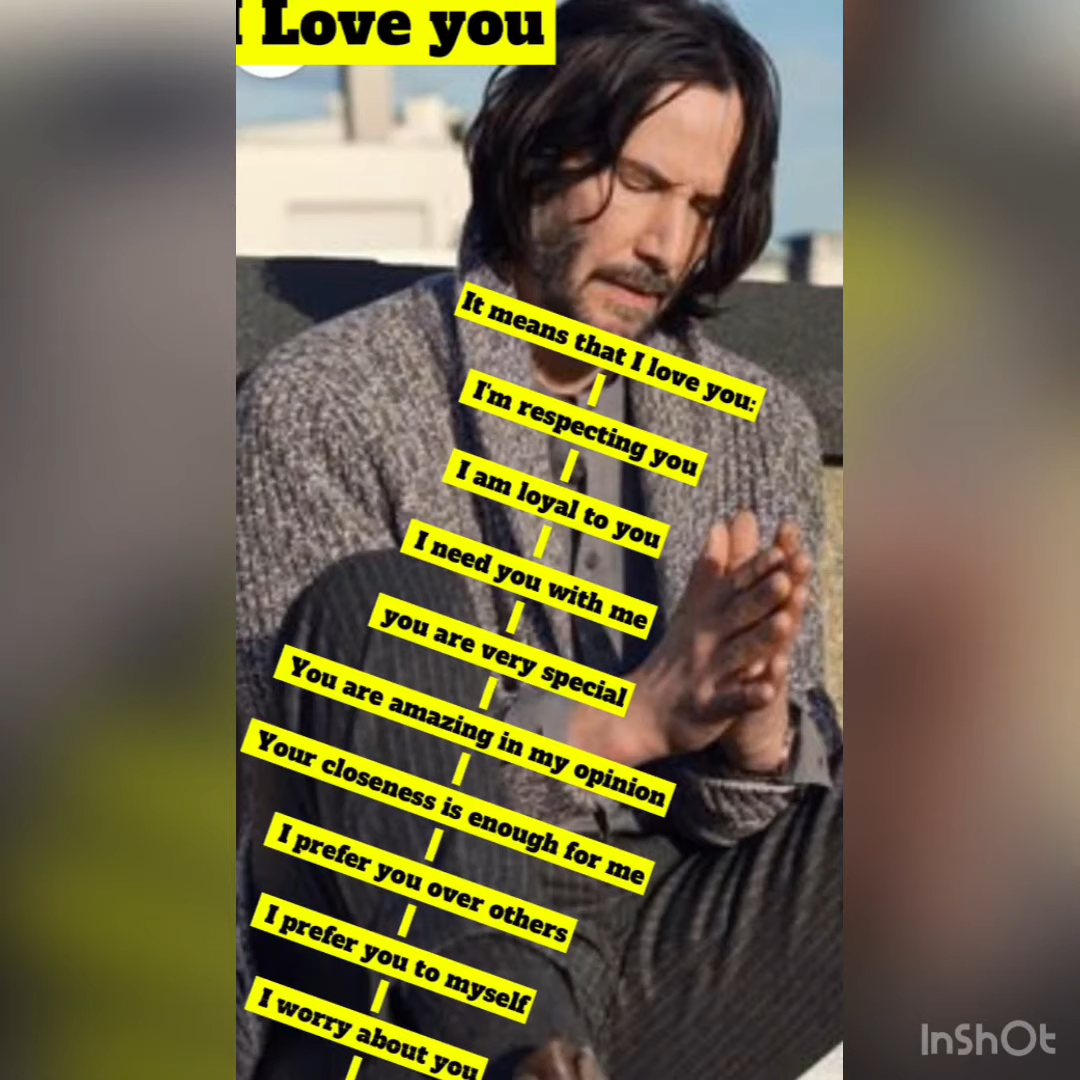 I Love you
It means that I love you:
I'm respecting you
I am loyal to you
I need you with me
you are very special
You are amazing in my opinion
Your closeness is enough for me
I prefer you over others
I prefer you to myself
I worry about you
InShOt